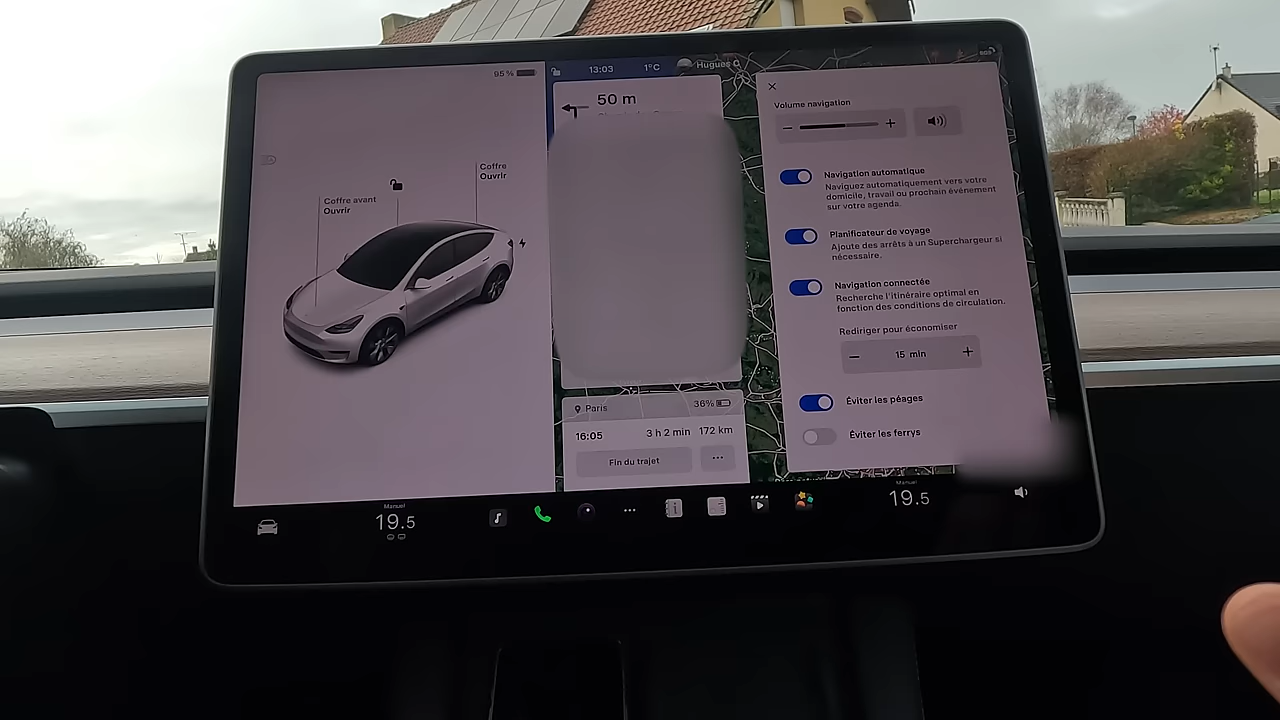 95 %
Coffre
Ouvrir
Coffre avant
Ouvrir
13:03
1°C
Hugues C
50 m
Paris
36%
16:05
3 h 2 min
172 km
Fin du trajet
...
SOS
×
Volume navigation
− +
Navigation automatique
Naviguez automatiquement vers votre
domicile, travail ou prochain évènement
sur votre agenda.
Planificateur de voyage
Ajoute des arrêts à un Superchargeur si
nécessaire.
Navigation connectée
Recherche l'itinéraire optimal en
fonction des conditions de circulation.
Rediriger pour économiser
− 15 min +
Éviter les péages
Éviter les ferrys
Manuel
19.5
Manuel
19.5